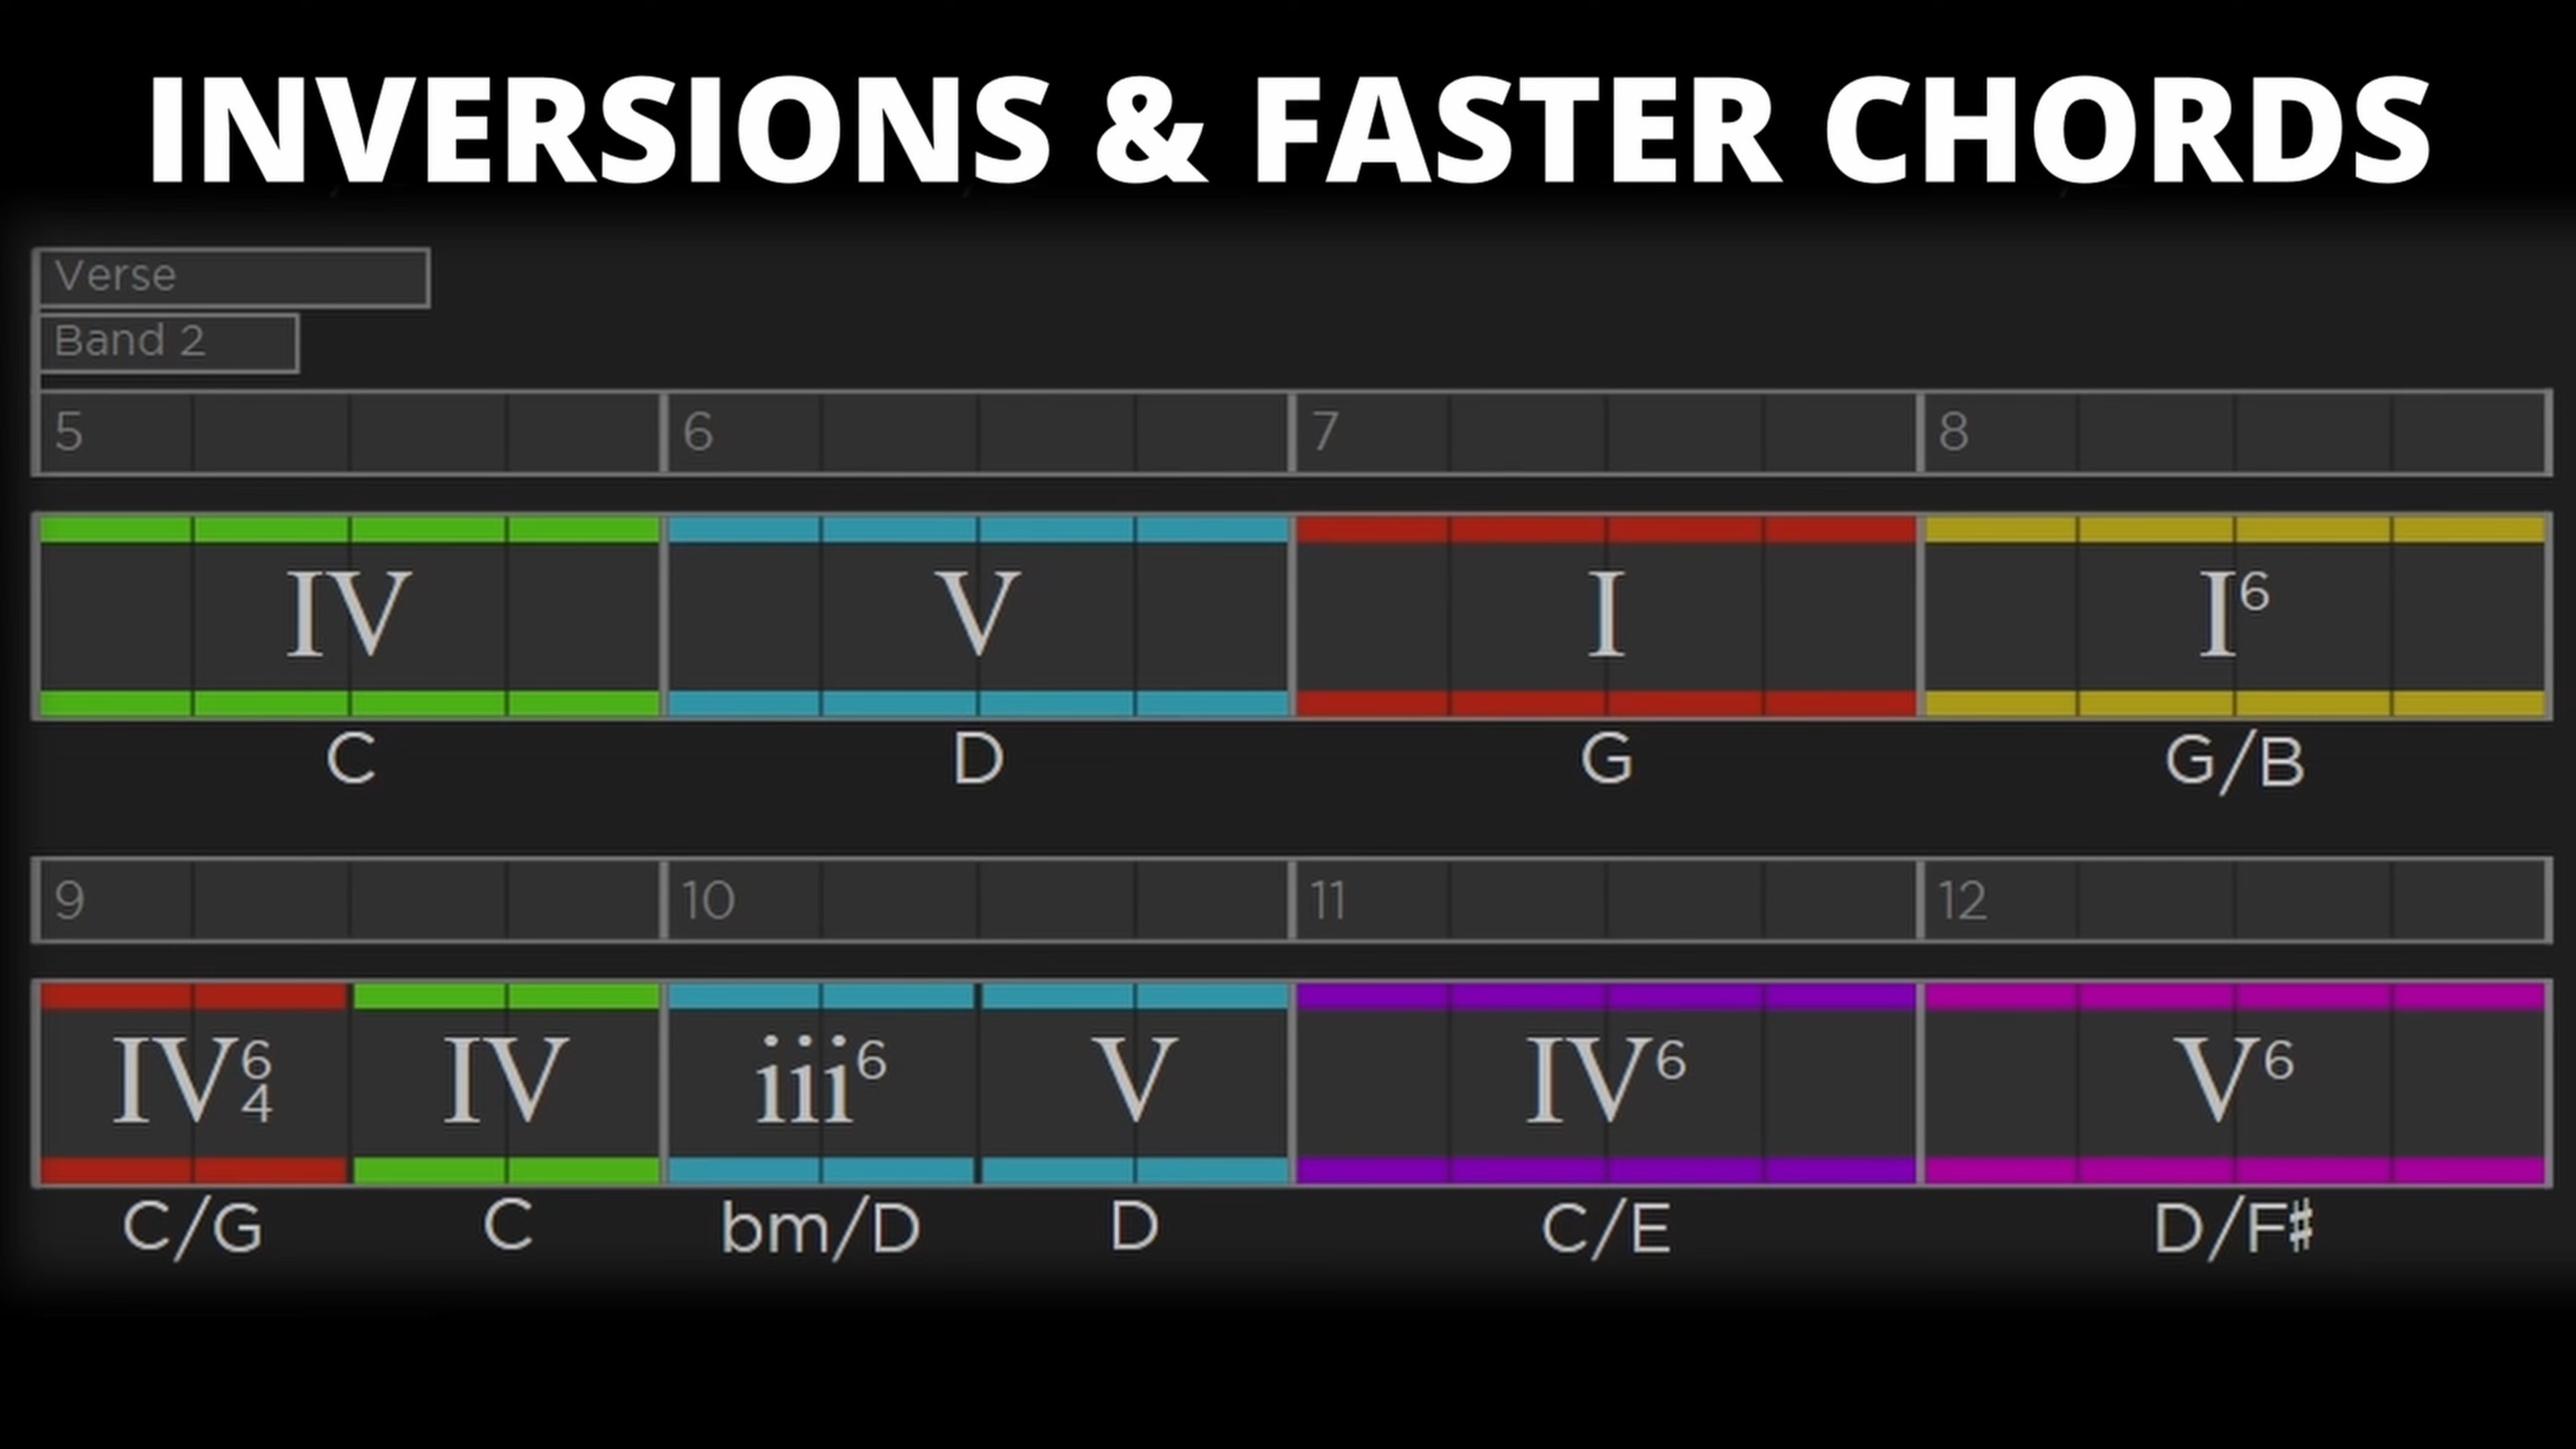 INVERSIONS & FASTER CHORDS
Verse
Band 2
5 6 7 8
IV V I I⁶
C D G G/B
9 10 11 12
IV⁶₄ IV iii⁶ V IV⁶ V⁶
C/G C bm/D D C/E D/F♯